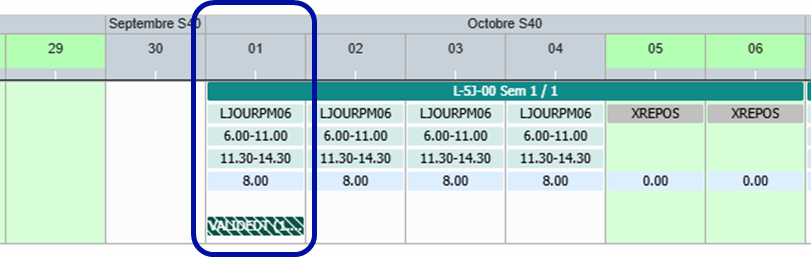 Septembre S40 Octobre S40
29 30 01 02 03 04 05 06
L-5J-00 Sem 1 / 1
LJOURPM06 LJOURPM06 LJOURPM06 LJOURPM06 XREPOS XREPOS
6.00-11.00 6.00-11.00 6.00-11.00 6.00-11.00
11.30-14.30 11.30-14.30 11.30-14.30 11.30-14.30
8.00 8.00 8.00 8.00 0.00 0.00
VALIDEDT (1...